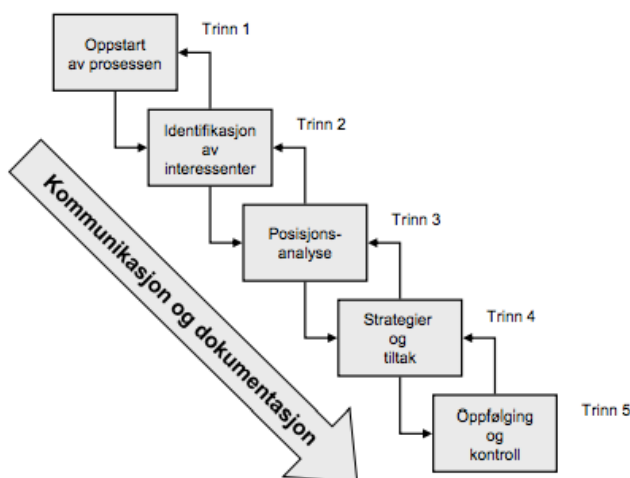 Oppstart
av prosessen
Trinn 1
Identifikasjon
av
interessenter
Trinn 2
Posisjons-
analyse
Trinn 3
Strategier
og
tiltak
Trinn 4
Oppfølging
og
kontroll
Trinn 5
Kommunikasjon og dokumentasjon